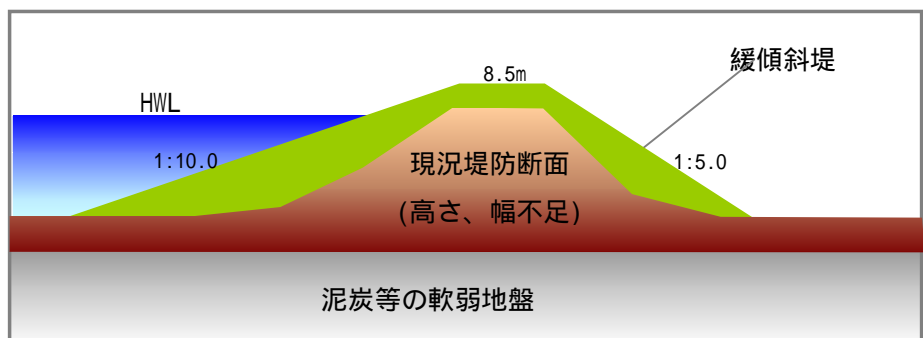 緩傾斜堤
8.5m
HWL
1:10.0
現況堤防断面
1:5.0
(高さ、幅不足)
泥炭等の軟弱地盤